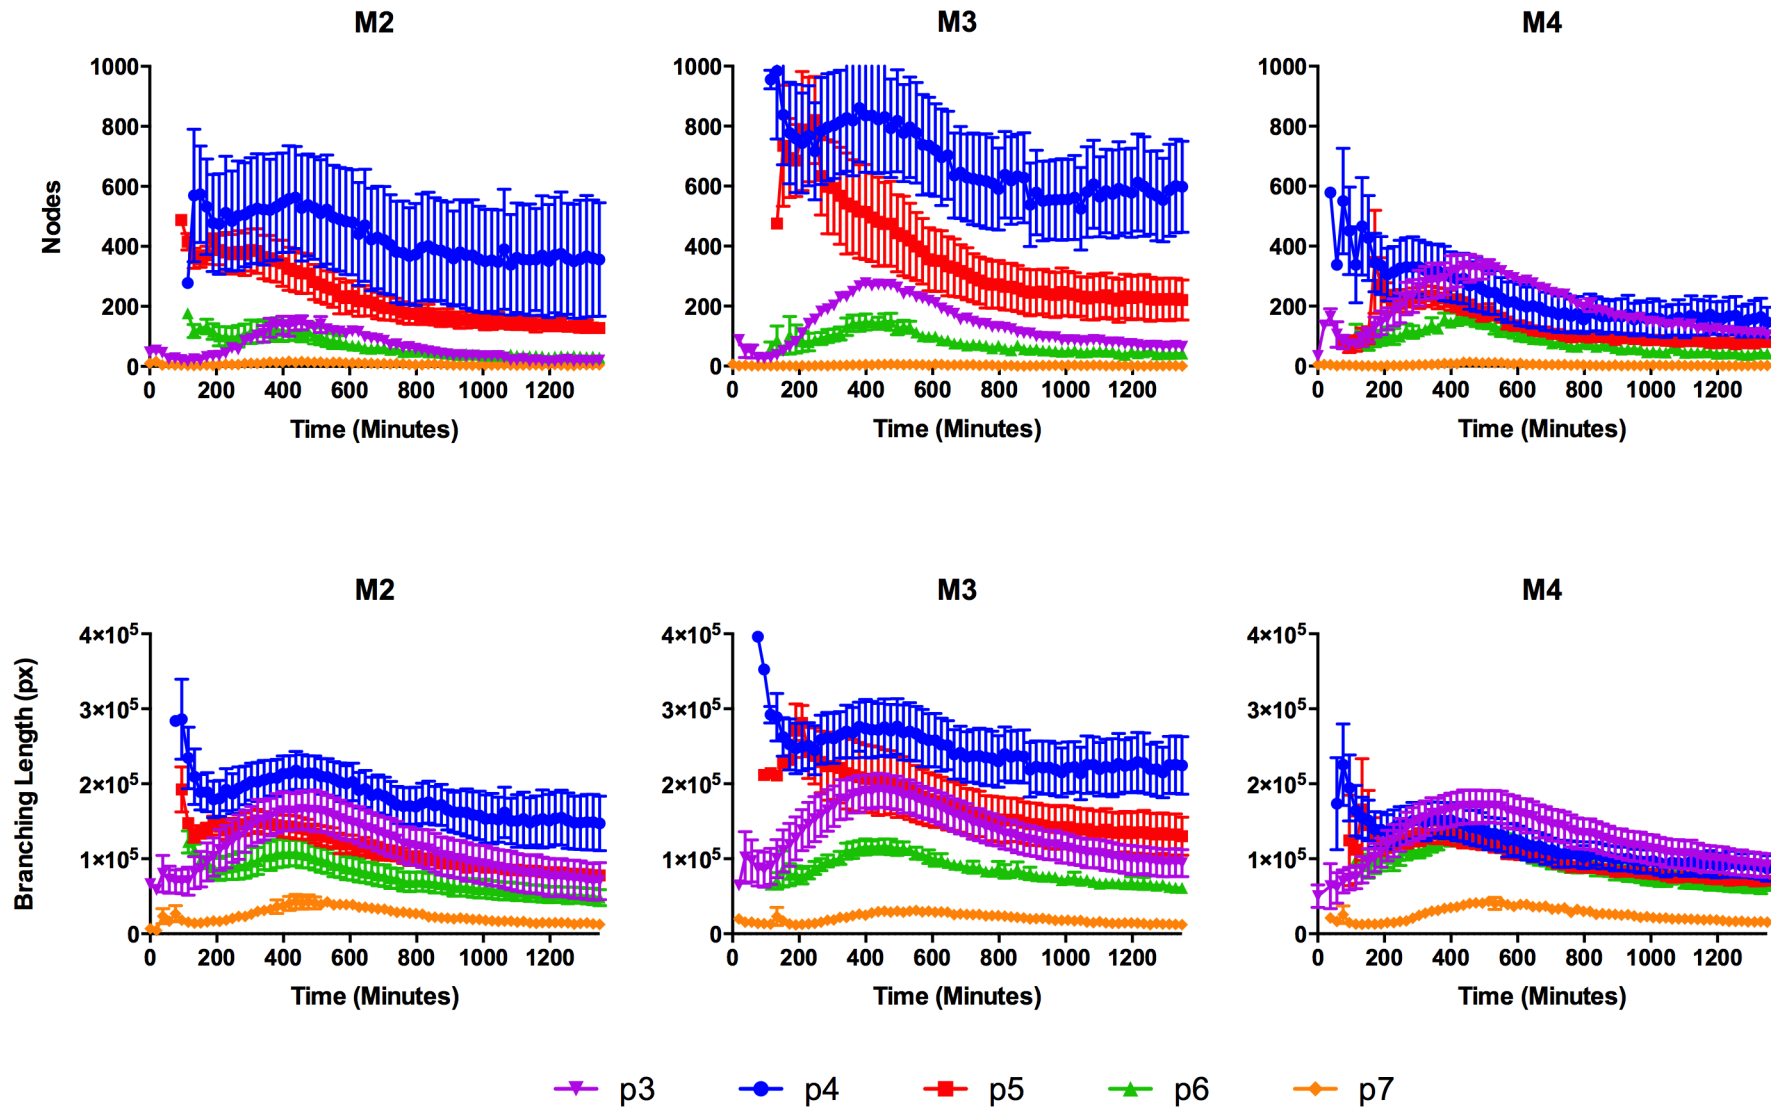 M2 M3 M4
1000 1000 1000
800 800 800
600 600 600
Nodes
400 400 400
200 200 200
0 0 0
0 200 400 600 800 1000 1200 0 200 400 600 800 1000 1200 0 200 400 600 800 1000 1200
Time (Minutes) Time (Minutes) Time (Minutes)
M2 M3 M4
4×10⁵ 4×10⁵ 4×10⁵
3×10⁵ 3×10⁵ 3×10⁵
Branching Length (px)
2×10⁵ 2×10⁵ 2×10⁵
1×10⁵ 1×10⁵ 1×10⁵
0 0 0
0 200 400 600 800 1000 1200 0 200 400 600 800 1000 1200 0 200 400 600 800 1000 1200
Time (Minutes) Time (Minutes) Time (Minutes)
p3 p4 p5 p6 p7